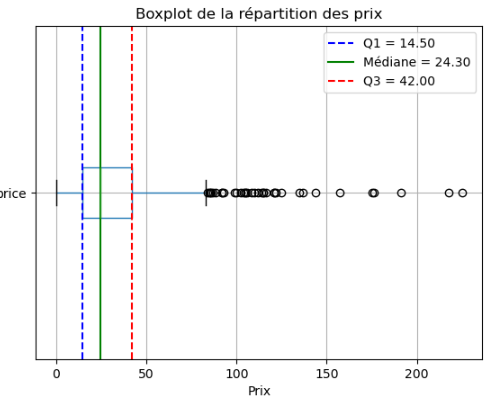 Boxplot de la répartition des prix
Q1 = 14.50
Médiane = 24.30
Q3 = 42.00
0
50
100
150
200
Prix